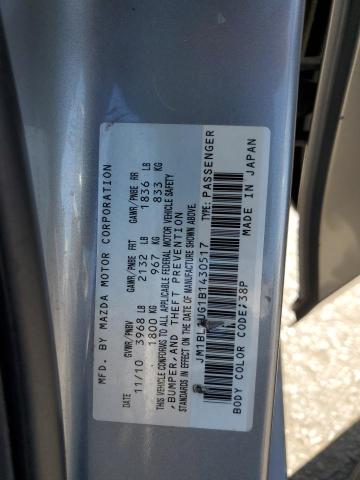 MFD. BY MAZDA MOTOR CORPORATION
DATE GVWR/PNBV GAWR/PNBE FRT GAWR/PNBE RR
11/10 3968 LB 2132 LB 1836 LB
1800 KG 967 KG 833 KG
THIS VEHICLE CONFORMS TO ALL APPLICABLE FEDERAL MOTOR VEHICLE SAFETY
,BUMPER,AND THEFT PREVENTION
STANDARDS IN EFFECT ON THE DATE OF MANUFACTURE SHOWN ABOVE.
TYPE: PASSENGER
BODY COLOR CODE:38P
MADE IN JAPAN